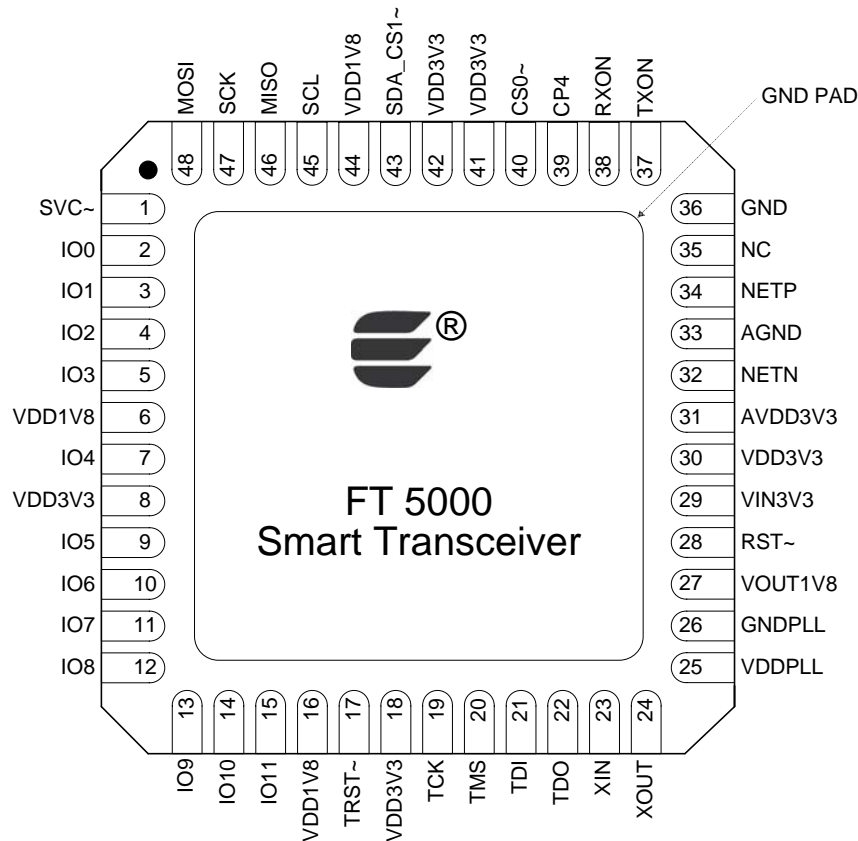 MOSI
SCK
MISO
SCL
VDD1V8
SDA_CS1~
VDD3V3
VDD3V3
CS0~
CP4
RXON
TXON
GND PAD
48
47
46
45
44
43
42
41
40
39
38
37
SVC~ 1
IO0 2
IO1 3
IO2 4
IO3 5
VDD1V8 6
IO4 7
VDD3V3 8
IO5 9
IO6 10
IO7 11
IO8 12
®
FT 5000
Smart Transceiver
36 GND
35 NC
34 NETP
33 AGND
32 NETN
31 AVDD3V3
30 VDD3V3
29 VIN3V3
28 RST~
27 VOUT1V8
26 GNDPLL
25 VDDPLL
13
14
15
16
17
18
19
20
21
22
23
24
IO9
IO10
IO11
VDD1V8
TRST~
VDD3V3
TCK
TMS
TDI
TDO
XIN
XOUT